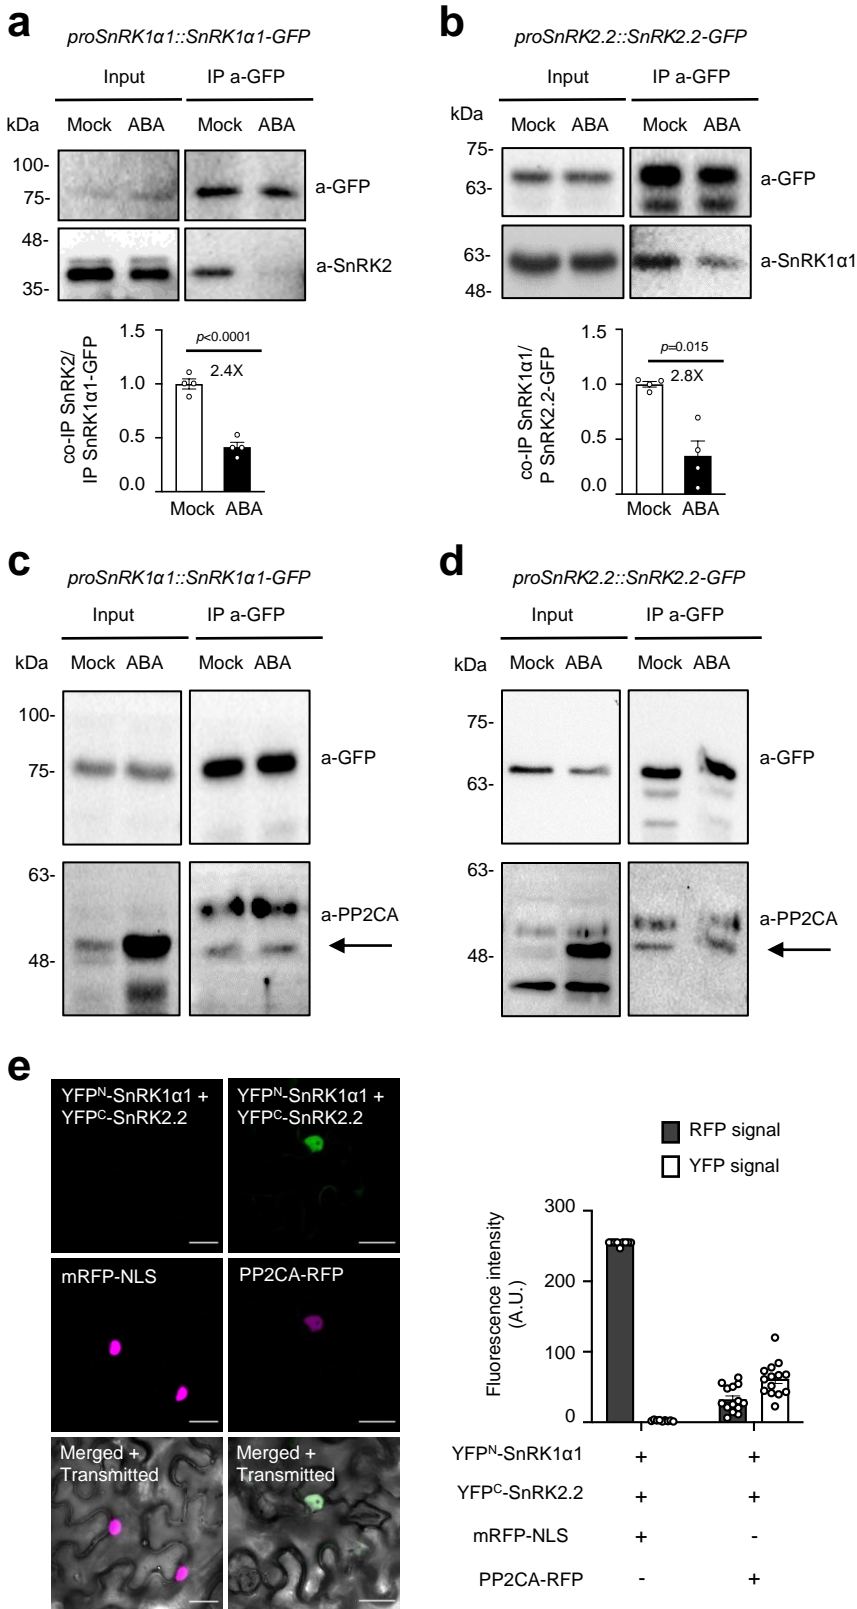 a
proSnRK1α1::SnRK1α1-GFP
Input IP a-GFP
kDa Mock ABA Mock ABA
100-
75-
a-GFP
48-
35-
a-SnRK2
co-IP SnRK2/
IP SnRK1α1-GFP
1.5
1.0
0.5
0.0
p<0.0001
2.4X
Mock ABA
b
proSnRK2.2::SnRK2.2-GFP
Input IP a-GFP
kDa Mock ABA Mock ABA
75-
63-
a-GFP
63-
48-
a-SnRK1α1
co-IP SnRK1α1/
P SnRK2.2-GFP
1.5
1.0
0.5
0.0
p=0.015
2.8X
Mock ABA
c
proSnRK1α1::SnRK1α1-GFP
Input IP a-GFP
kDa Mock ABA Mock ABA
100-
75-
a-GFP
63-
48-
a-PP2CA
d
proSnRK2.2::SnRK2.2-GFP
Input IP a-GFP
kDa Mock ABA Mock ABA
75-
63-
a-GFP
63-
48-
a-PP2CA
e
YFPᴺ-SnRK1α1 +
YFPᶜ-SnRK2.2
YFPᴺ-SnRK1α1 +
YFPᶜ-SnRK2.2
mRFP-NLS
PP2CA-RFP
Merged +
Transmitted
Merged +
Transmitted
RFP signal
YFP signal
Fluorescence intensity
(A.U.)
300
200
100
0
YFPᴺ-SnRK1α1 + +
YFPᶜ-SnRK2.2 + +
mRFP-NLS + -
PP2CA-RFP - +